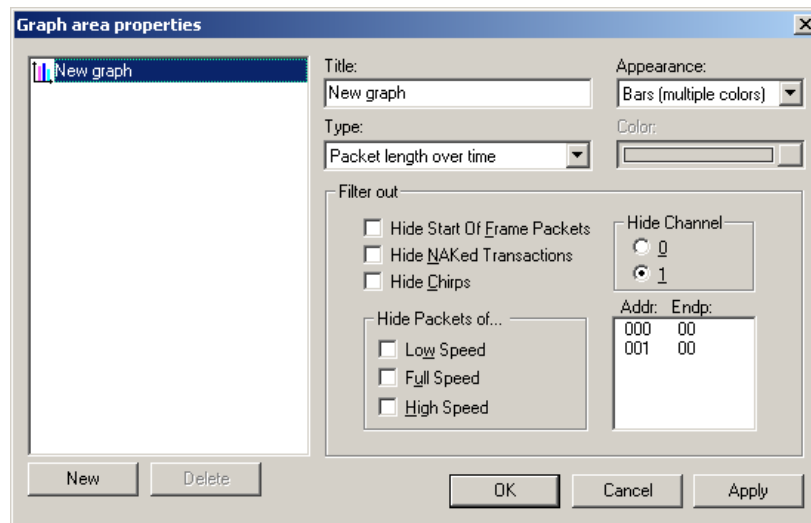 Graph area properties
New graph
Title:
New graph
Appearance:
Bars (multiple colors)
Type:
Packet length over time
Color:
Filter out
Hide Start Of Frame Packets
Hide NAKed Transactions
Hide Chirps
Hide Channel
0
1
Hide Packets of...
Low Speed
Full Speed
High Speed
Addr: Endp:
000 00
001 00
New
Delete
OK
Cancel
Apply